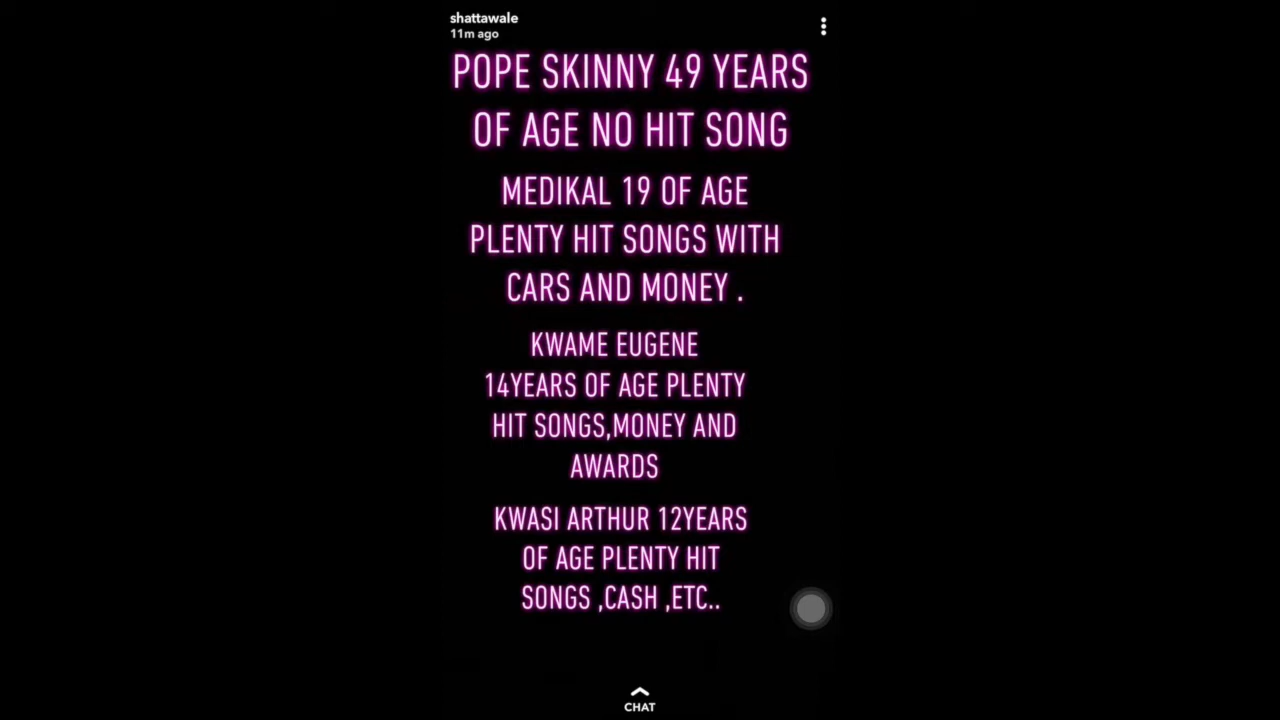 shattawale
11m ago
POPE SKINNY 49 YEARS
OF AGE NO HIT SONG
MEDIKAL 19 OF AGE
PLENTY HIT SONGS WITH
CARS AND MONEY .
KWAME EUGENE
14YEARS OF AGE PLENTY
HIT SONGS,MONEY AND
AWARDS
KWASI ARTHUR 12YEARS
OF AGE PLENTY HIT
SONGS ,CASH ,ETC..
CHAT